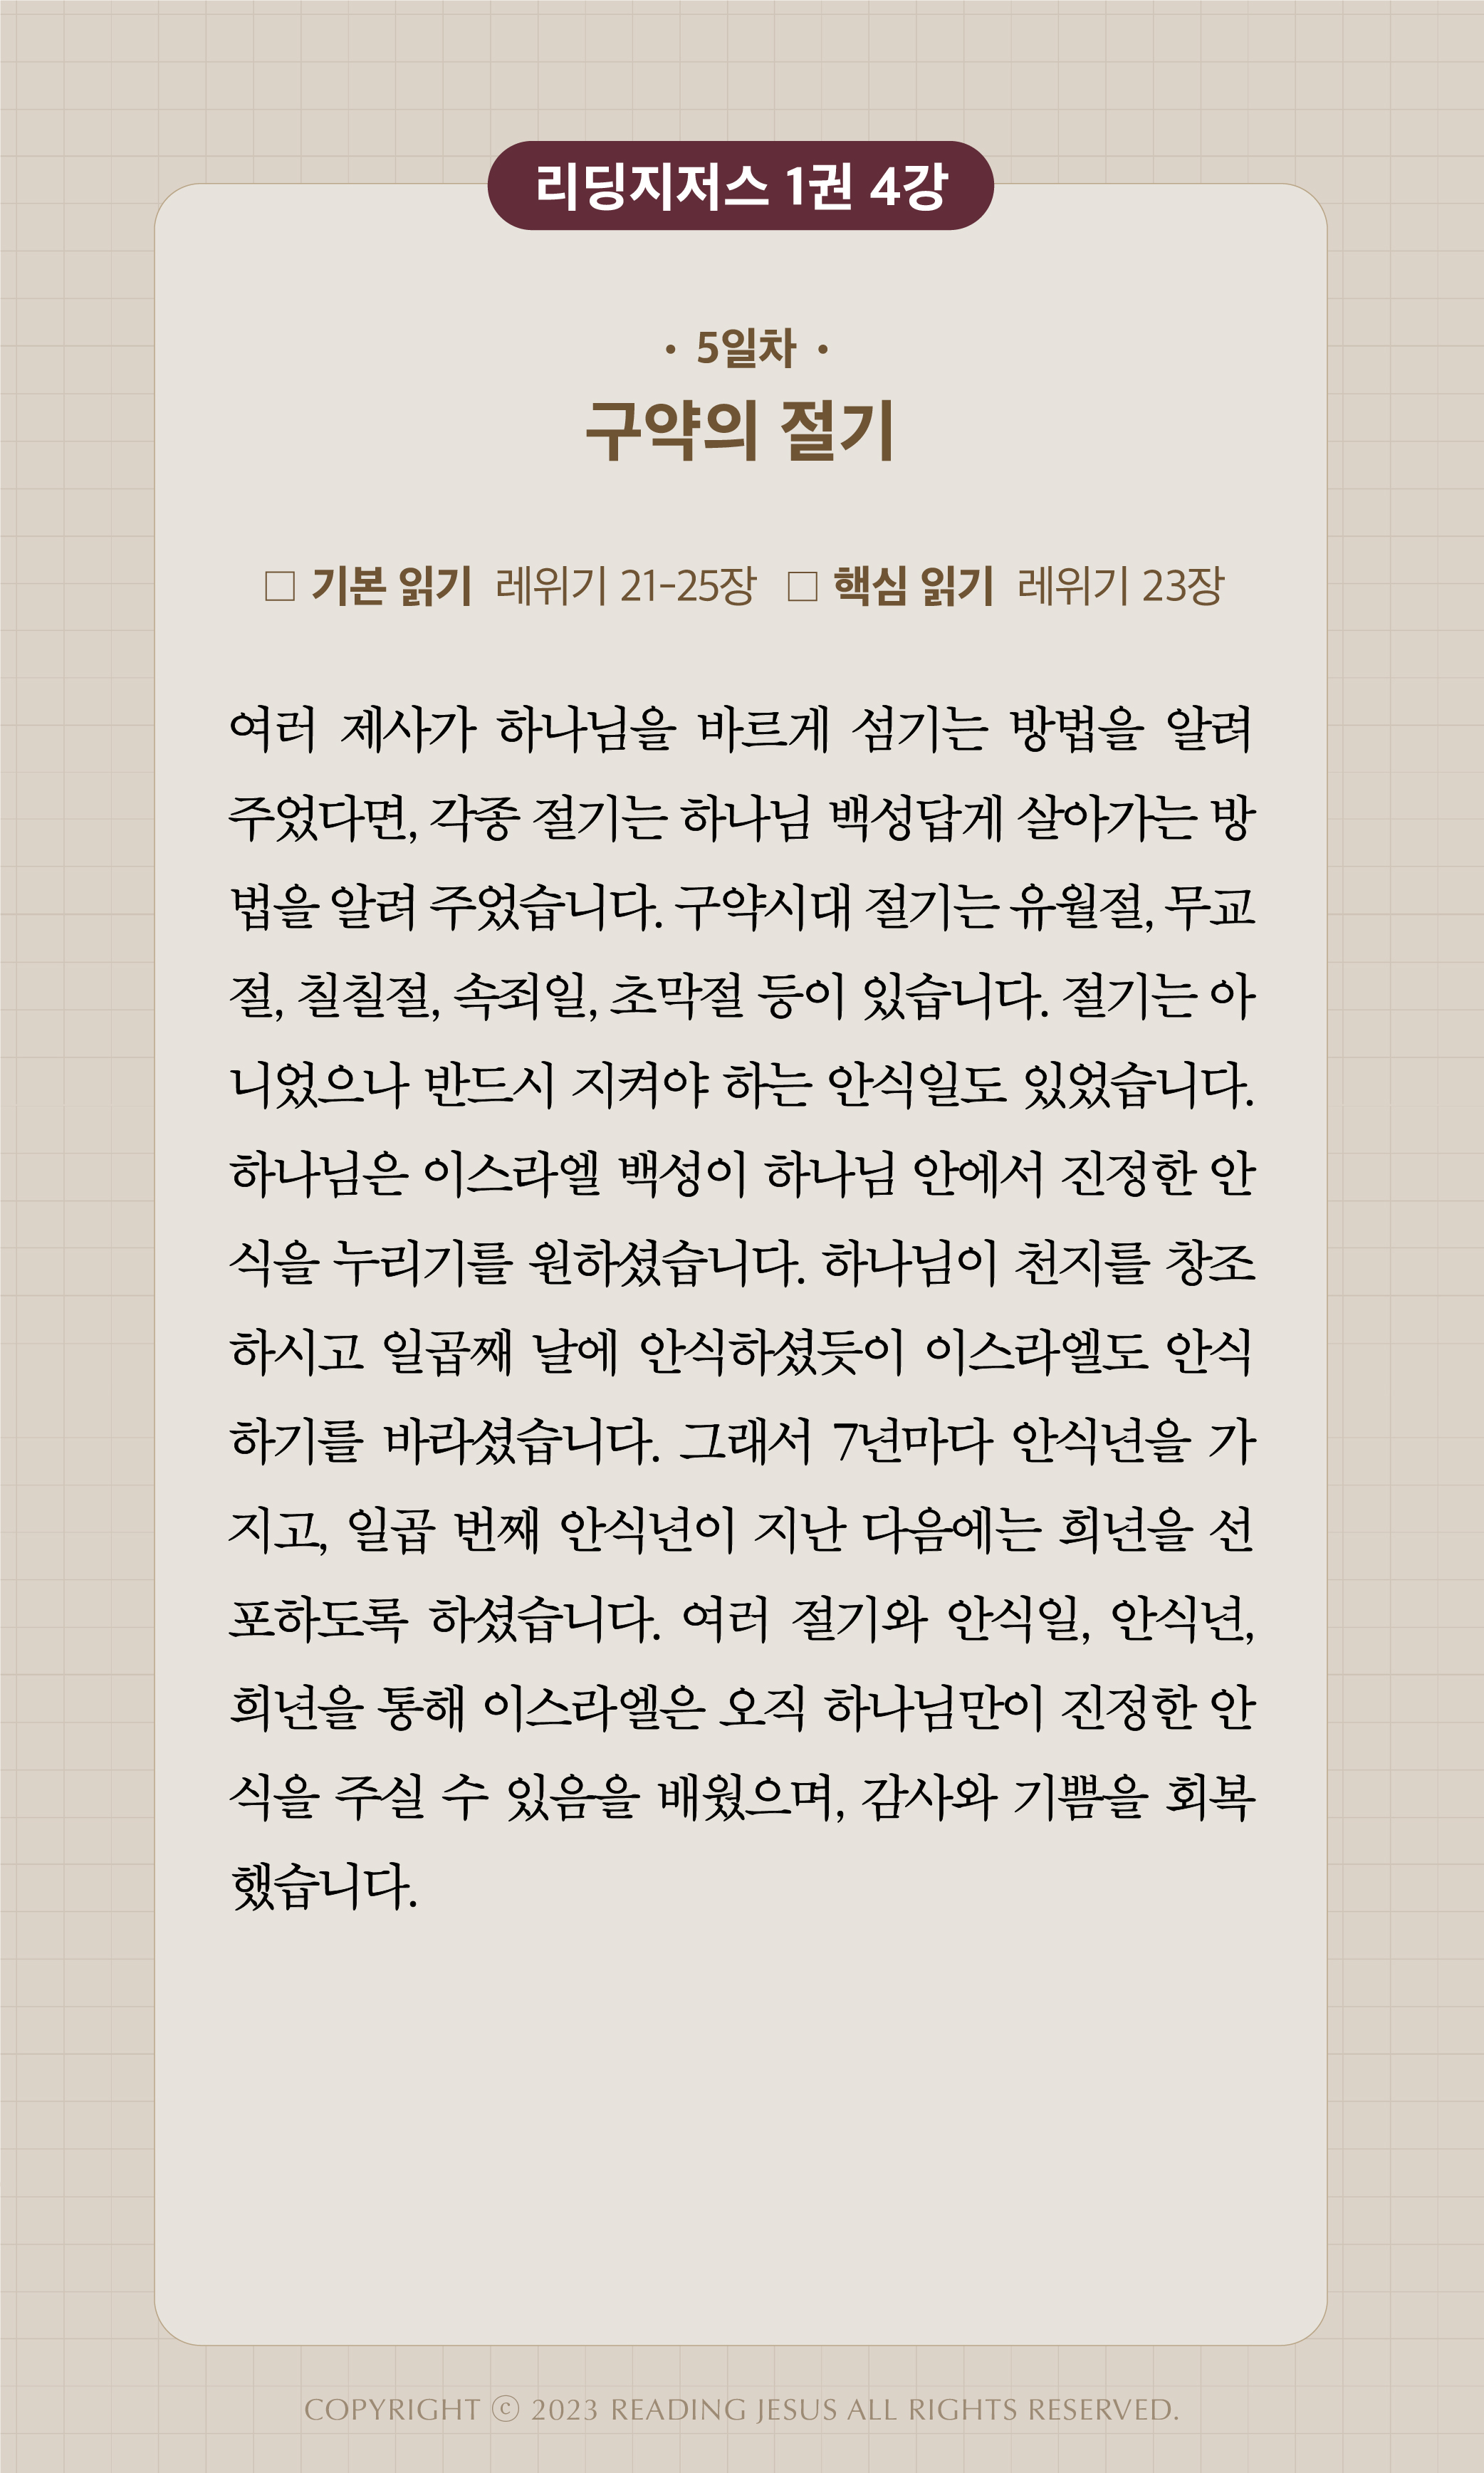 리딩지저스 1권 4강
· 5일차 ·
구약의 절기
□ 기본 읽기 레위기 21-25장 □ 핵심 읽기 레위기 23장
여러 제사가 하나님을 바르게 섬기는 방법을 알려
주었다면, 각종 절기는 하나님 백성답게 살아가는 방
법을 알려 주었습니다. 구약시대 절기는 유월절, 무교
절, 칠칠절, 속죄일, 초막절 등이 있습니다. 절기는 아
니었으나 반드시 지켜야 하는 안식일도 있었습니다.
하나님은 이스라엘 백성이 하나님 안에서 진정한 안
식을 누리기를 원하셨습니다. 하나님이 천지를 창조
하시고 일곱째 날에 안식하셨듯이 이스라엘도 안식
하기를 바라셨습니다. 그래서 7년마다 안식년을 가
지고, 일곱 번째 안식년이 지난 다음에는 희년을 선
포하도록 하셨습니다. 여러 절기와 안식일, 안식년,
희년을 통해 이스라엘은 오직 하나님만이 진정한 안
식을 주실 수 있음을 배웠으며, 감사와 기쁨을 회복
했습니다.
COPYRIGHT ⓒ 2023 READING JESUS ALL RIGHTS RESERVED.